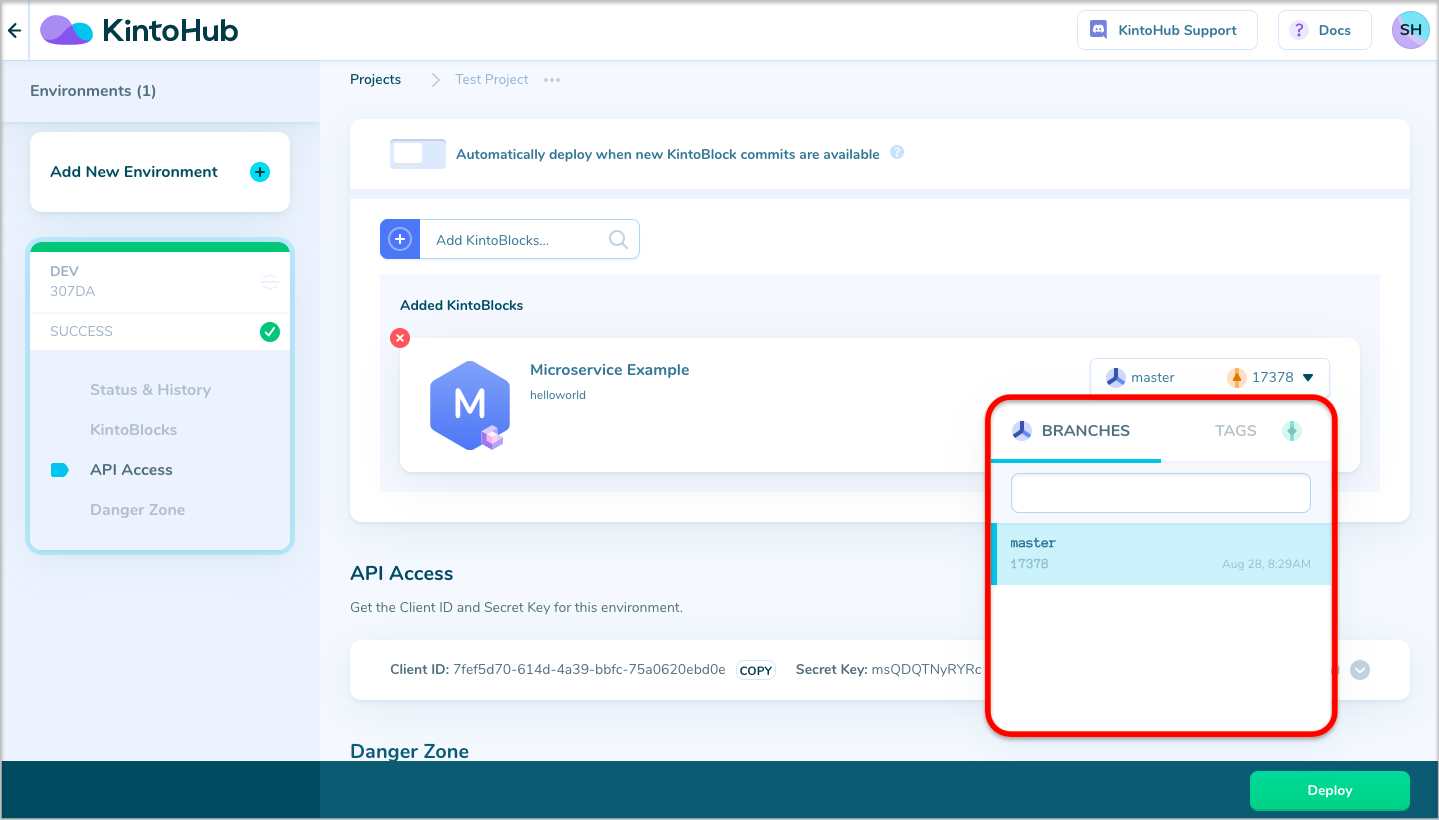 KintoHub
KintoHub Support
? Docs
SH
Environments (1)
Projects
Test Project
Add New Environment
Automatically deploy when new KintoBlock commits are available ?
DEV
307DA
SUCCESS
Status & History
KintoBlocks
API Access
Danger Zone
Add KintoBlocks...
Added KintoBlocks
M
Microservice Example
helloworld
master
17378
BRANCHES
TAGS
master
17378
Aug 28, 8:29AM
API Access
Get the Client ID and Secret Key for this environment.
Client ID: 7fef5d70-614d-4a39-bbfc-75a0620ebd0e COPY
Secret Key: msQDQTNyRYRc
Danger Zone
Deploy